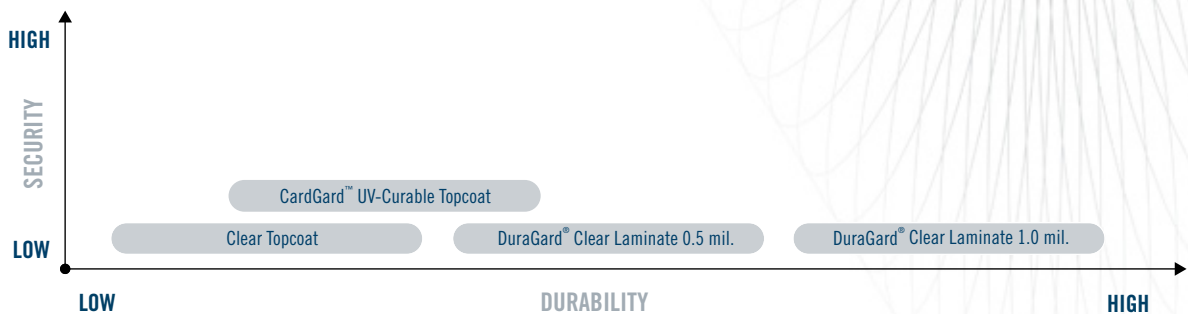 HIGH
SECURITY
CardGard™ UV-Curable Topcoat
Clear Topcoat
DuraGard® Clear Laminate 0.5 mil.
DuraGard® Clear Laminate 1.0 mil.
LOW
LOW
DURABILITY
HIGH